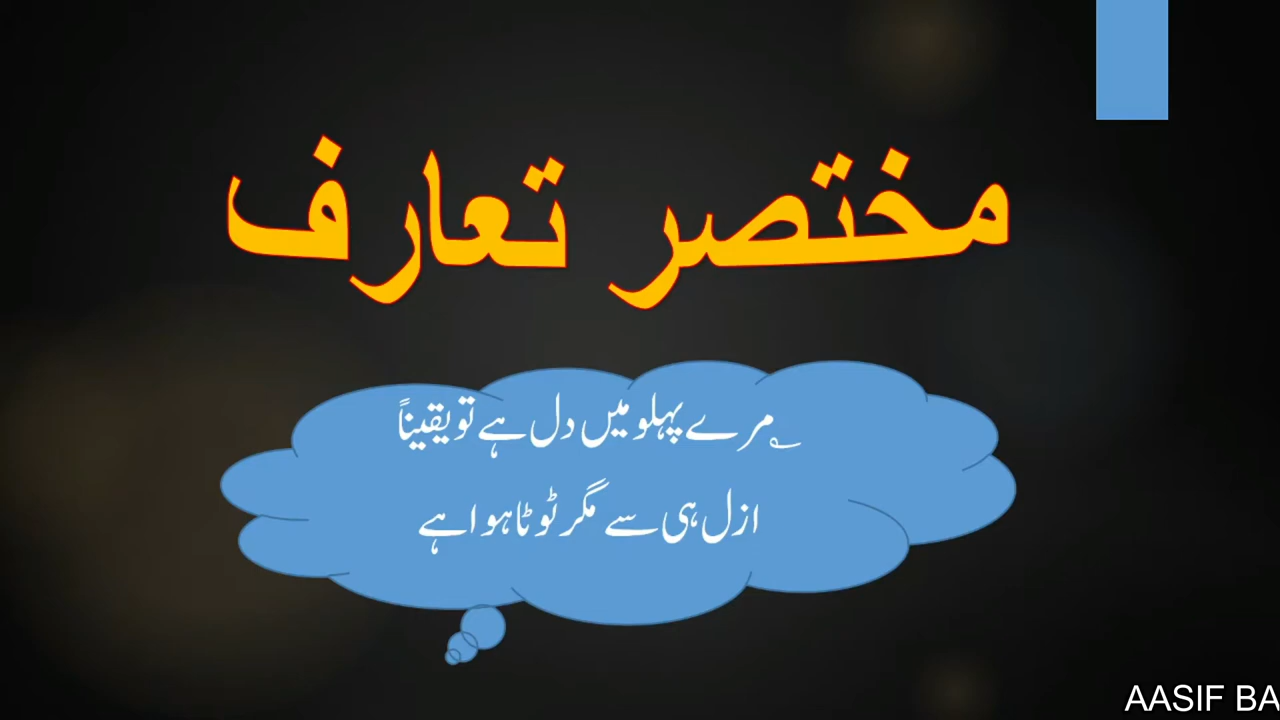 مختصر تعارف
؂مرے پہلو میں دل ہے تو یقیناً
ازل ہی سے مگر ٹوٹا ہوا ہے
AASIF BA